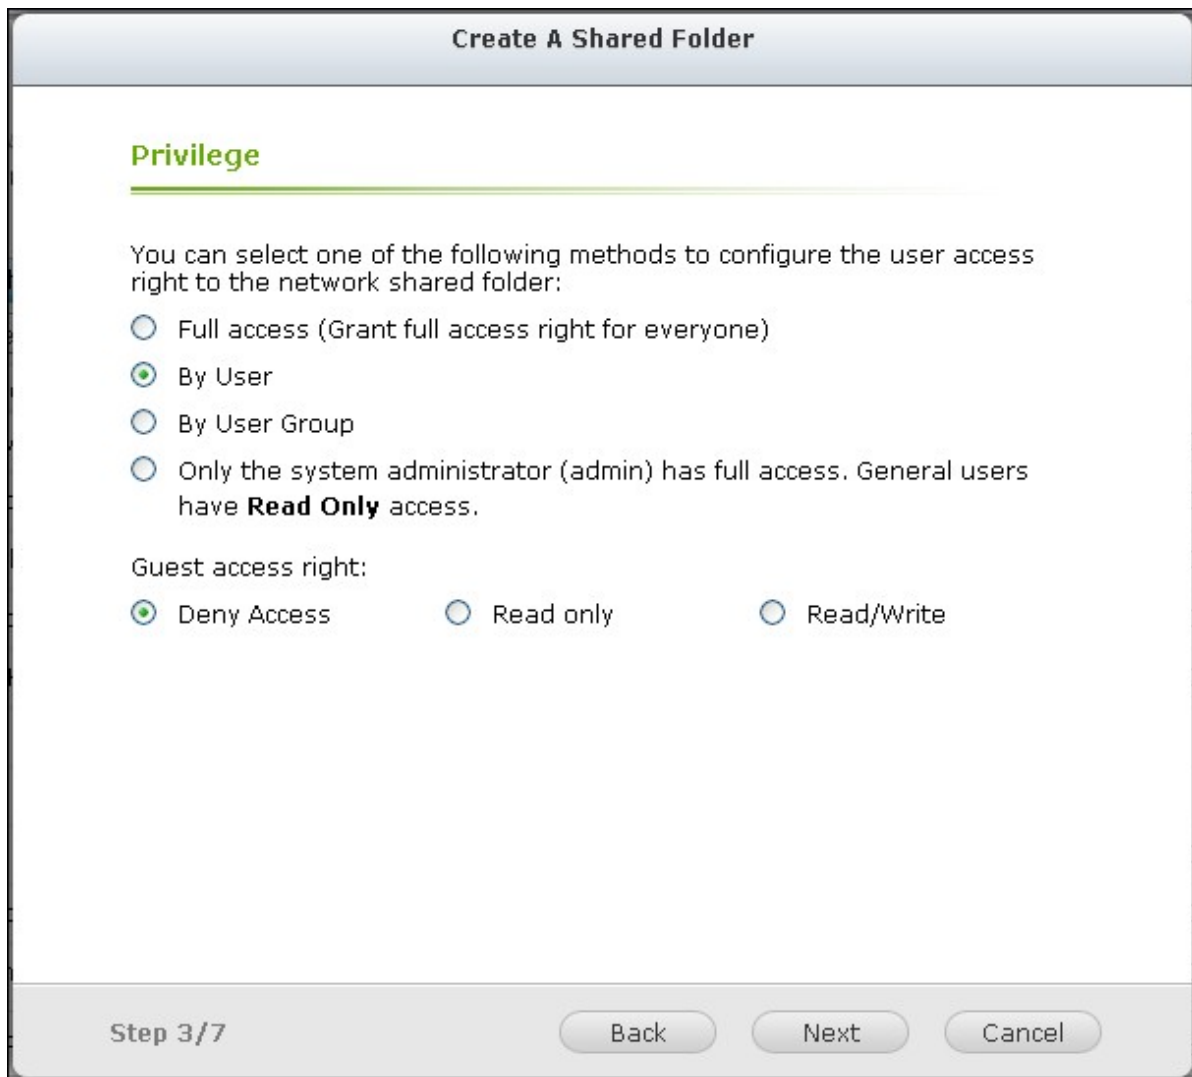 Create A Shared Folder
Privilege
You can select one of the following methods to configure the user access
right to the network shared folder:
Full access (Grant full access right for everyone)
By User
By User Group
Only the system administrator (admin) has full access. General users
have Read Only access.
Guest access right:
Deny Access Read only Read/Write
Step 3/7 Back Next Cancel